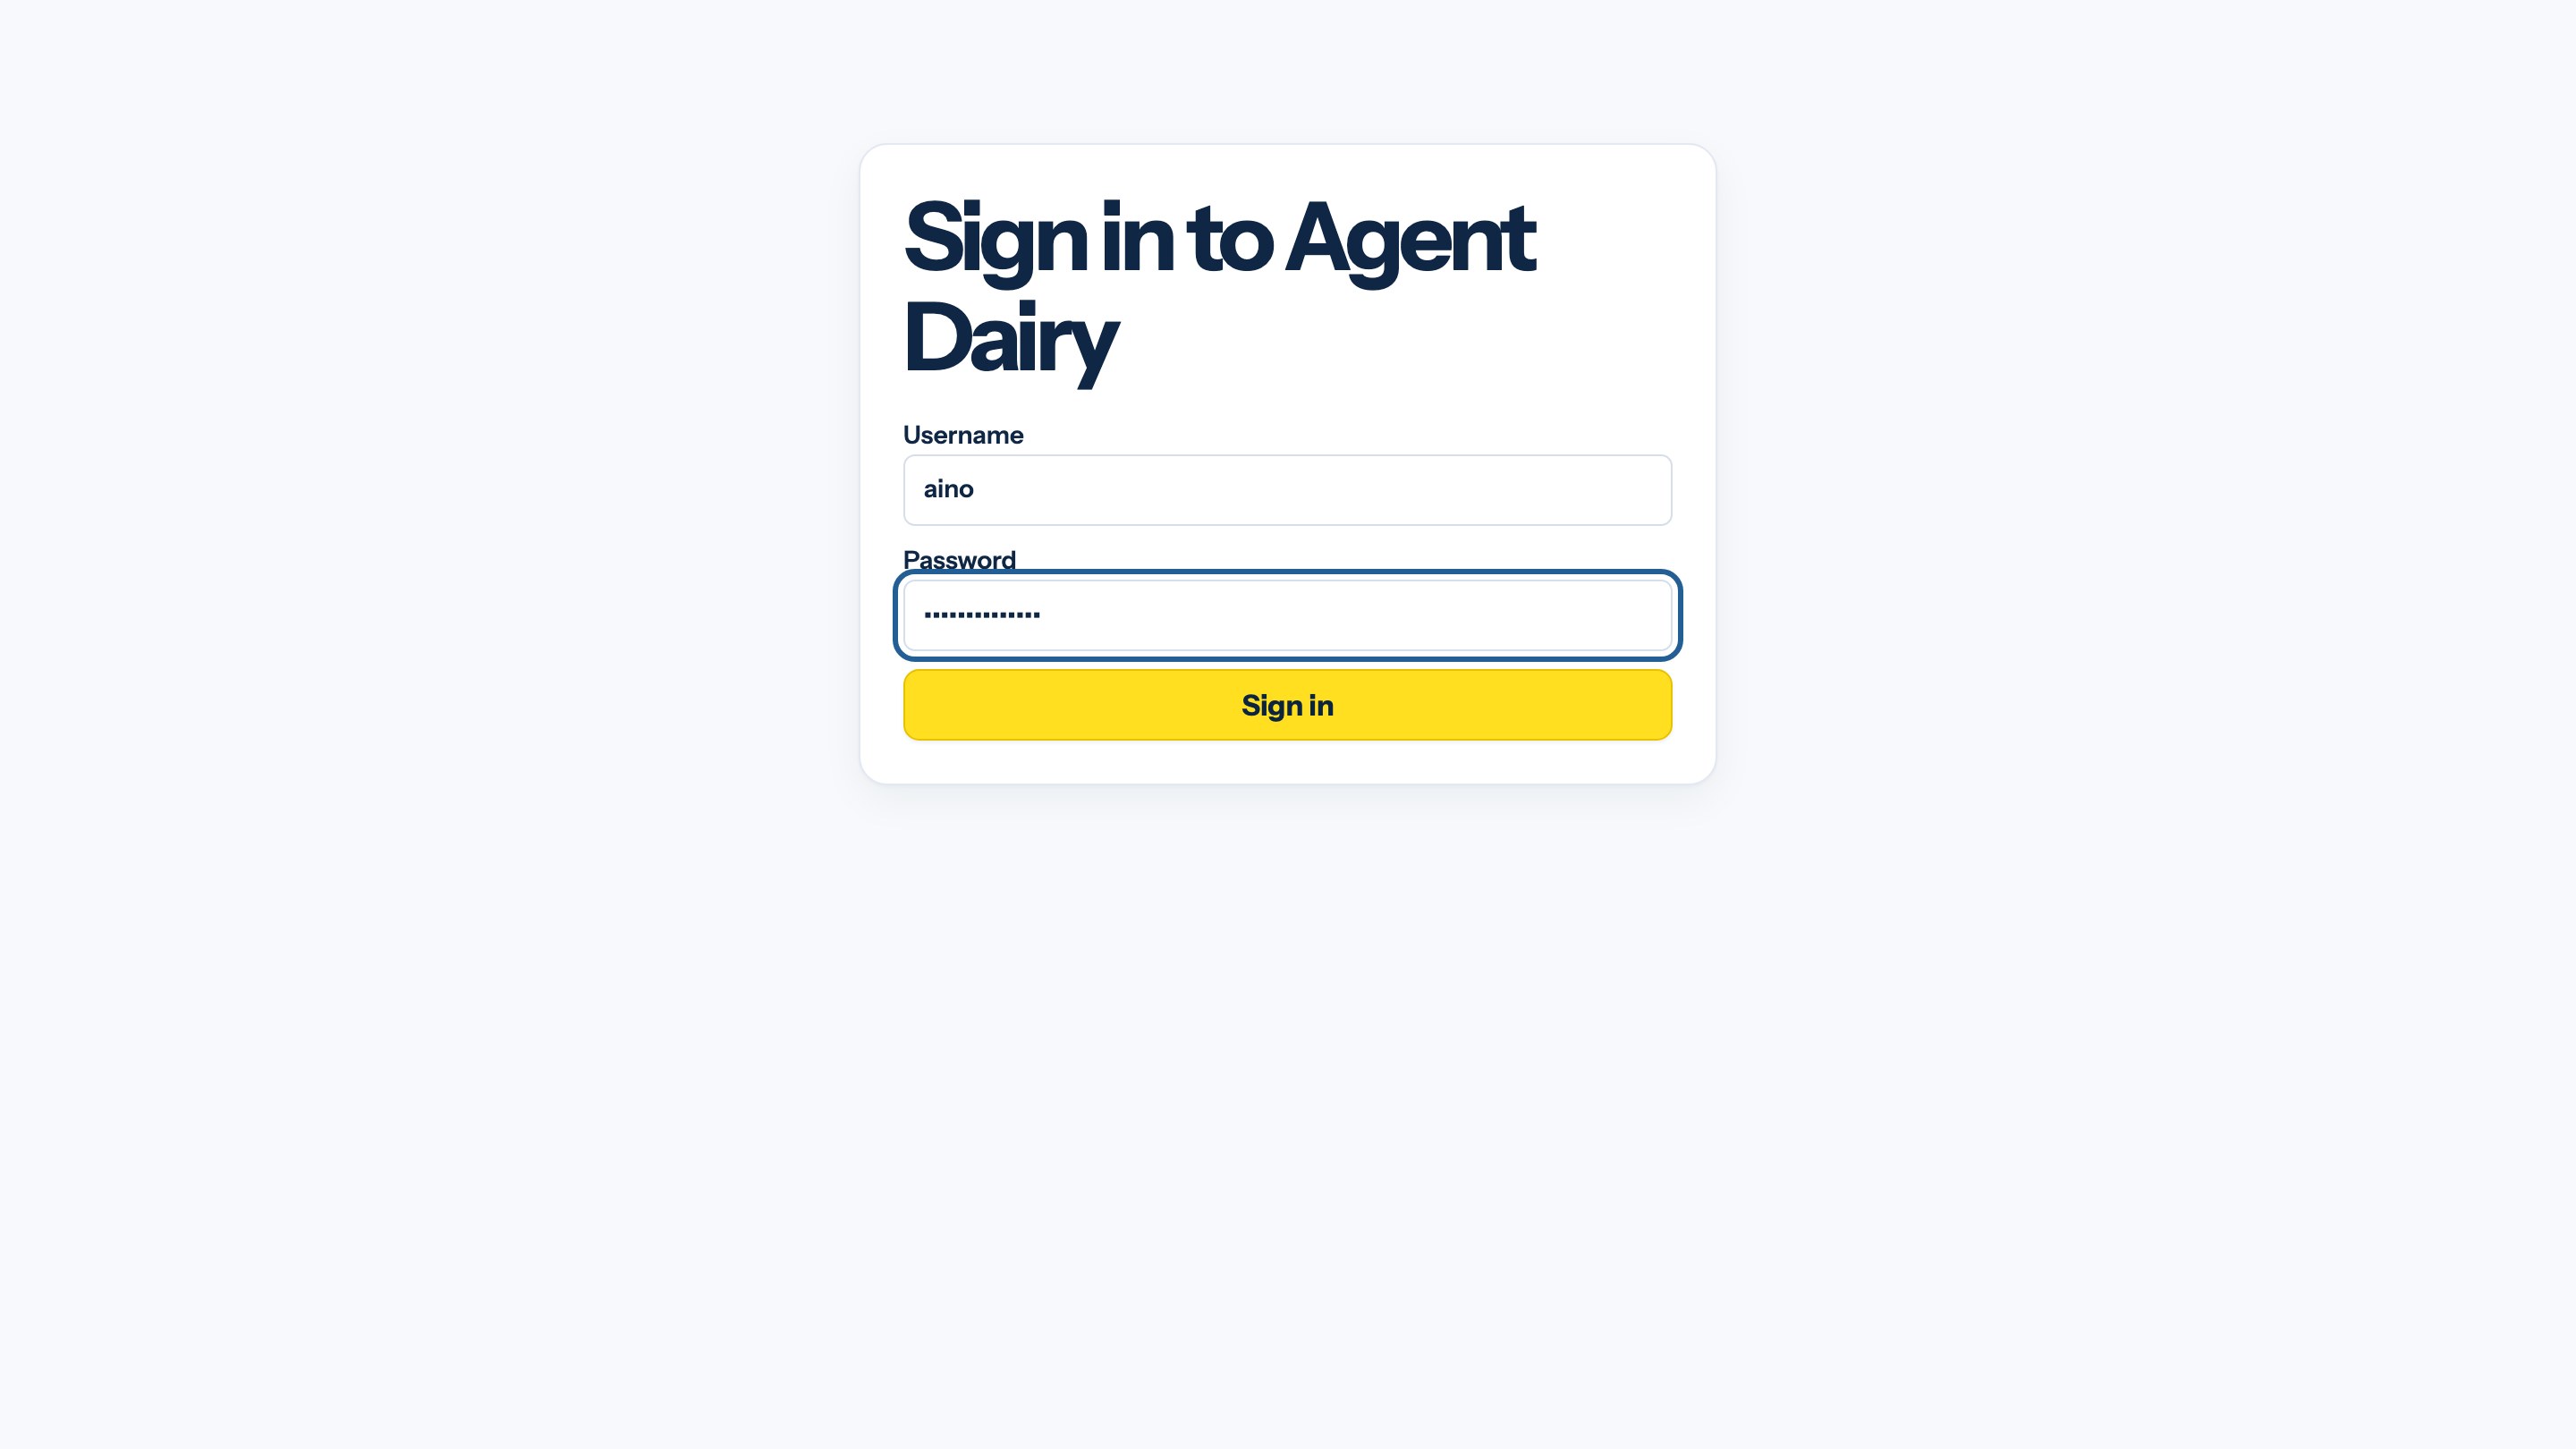 Sign in to Agent
Dairy
Username
aino
Password
Sign in